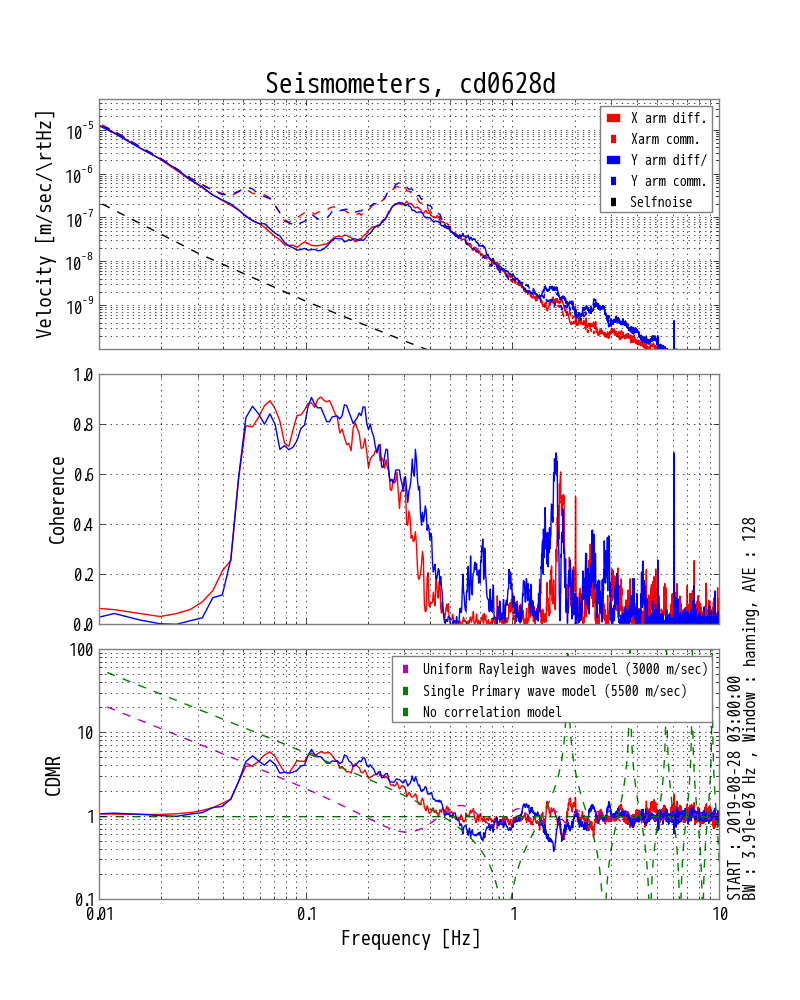 Seismometers, cd0628d
Velocity [m/sec/\rtHz]
10-5
10-6
10-7
10-8
10-9
X arm diff.
Xarm comm.
Y arm diff/
Y arm comm.
Selfnoise
Coherence
1.0
0.8
0.6
0.4
0.2
0.0
CDMR
100
10
1
0.1
Uniform Rayleigh waves model (3000 m/sec)
Single Primary wave model (5500 m/sec)
No correlation model
0.01
0.1
1
10
Frequency [Hz]
START : 2019-08-28 03:00:00
BW : 3.91e-03 Hz , Window : hanning, AVE : 128